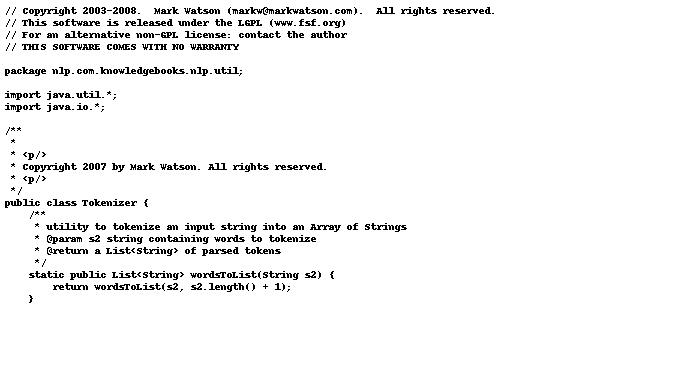 // Copyright 2003-2008.  Mark Watson (markw@markwatson.com).  All rights reserved.
// This software is released under the LGPL (www.fsf.org)
// For an alternative non-GPL license: contact the author
// THIS SOFTWARE COMES WITH NO WARRANTY

package nlp.com.knowledgebooks.nlp.util;

import java.util.*;
import java.io.*;

/**
 *
 * <p/>
 * Copyright 2007 by Mark Watson. All rights reserved.
 * <p/>
 */
public class Tokenizer {
    /**
     * utility to tokenize an input string into an Array of Strings
     * @param s2 string containing words to tokenize
     * @return a List<String> of parsed tokens
     */
    static public List<String> wordsToList(String s2) {
        return wordsToList(s2, s2.length() + 1);
    }